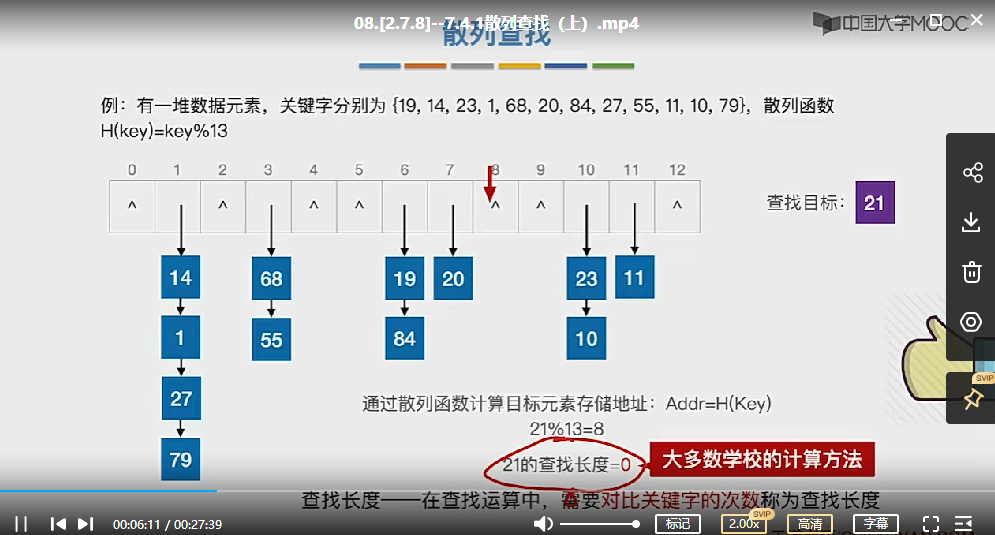 08.[2.7.8]--7.4.1散列查找（上）.mp4
中国大学MOOC
散列查找
例：有一堆数据元素，关键字分别为 {19, 14, 23, 1, 68, 20, 84, 27, 55, 11, 10, 79}，散列函数
H(key)=key%13
0 1 2 3 4 5 6 7 8 9 10 11 12
^ ^ ^ ^ ^ ^ ^
查找目标： 21
14 68 19 20 23 11
1 55 84 10
27
79
通过散列函数计算目标元素存储地址：Addr=H(Key)
21%13=8
21的查找长度=0
大多数学校的计算方法
查找长度——在查找运算中，需要对比关键字的次数称为查找长度
SVIP
00:06:11 / 00:27:39
标记
2.00x
SVIP
高清
字幕